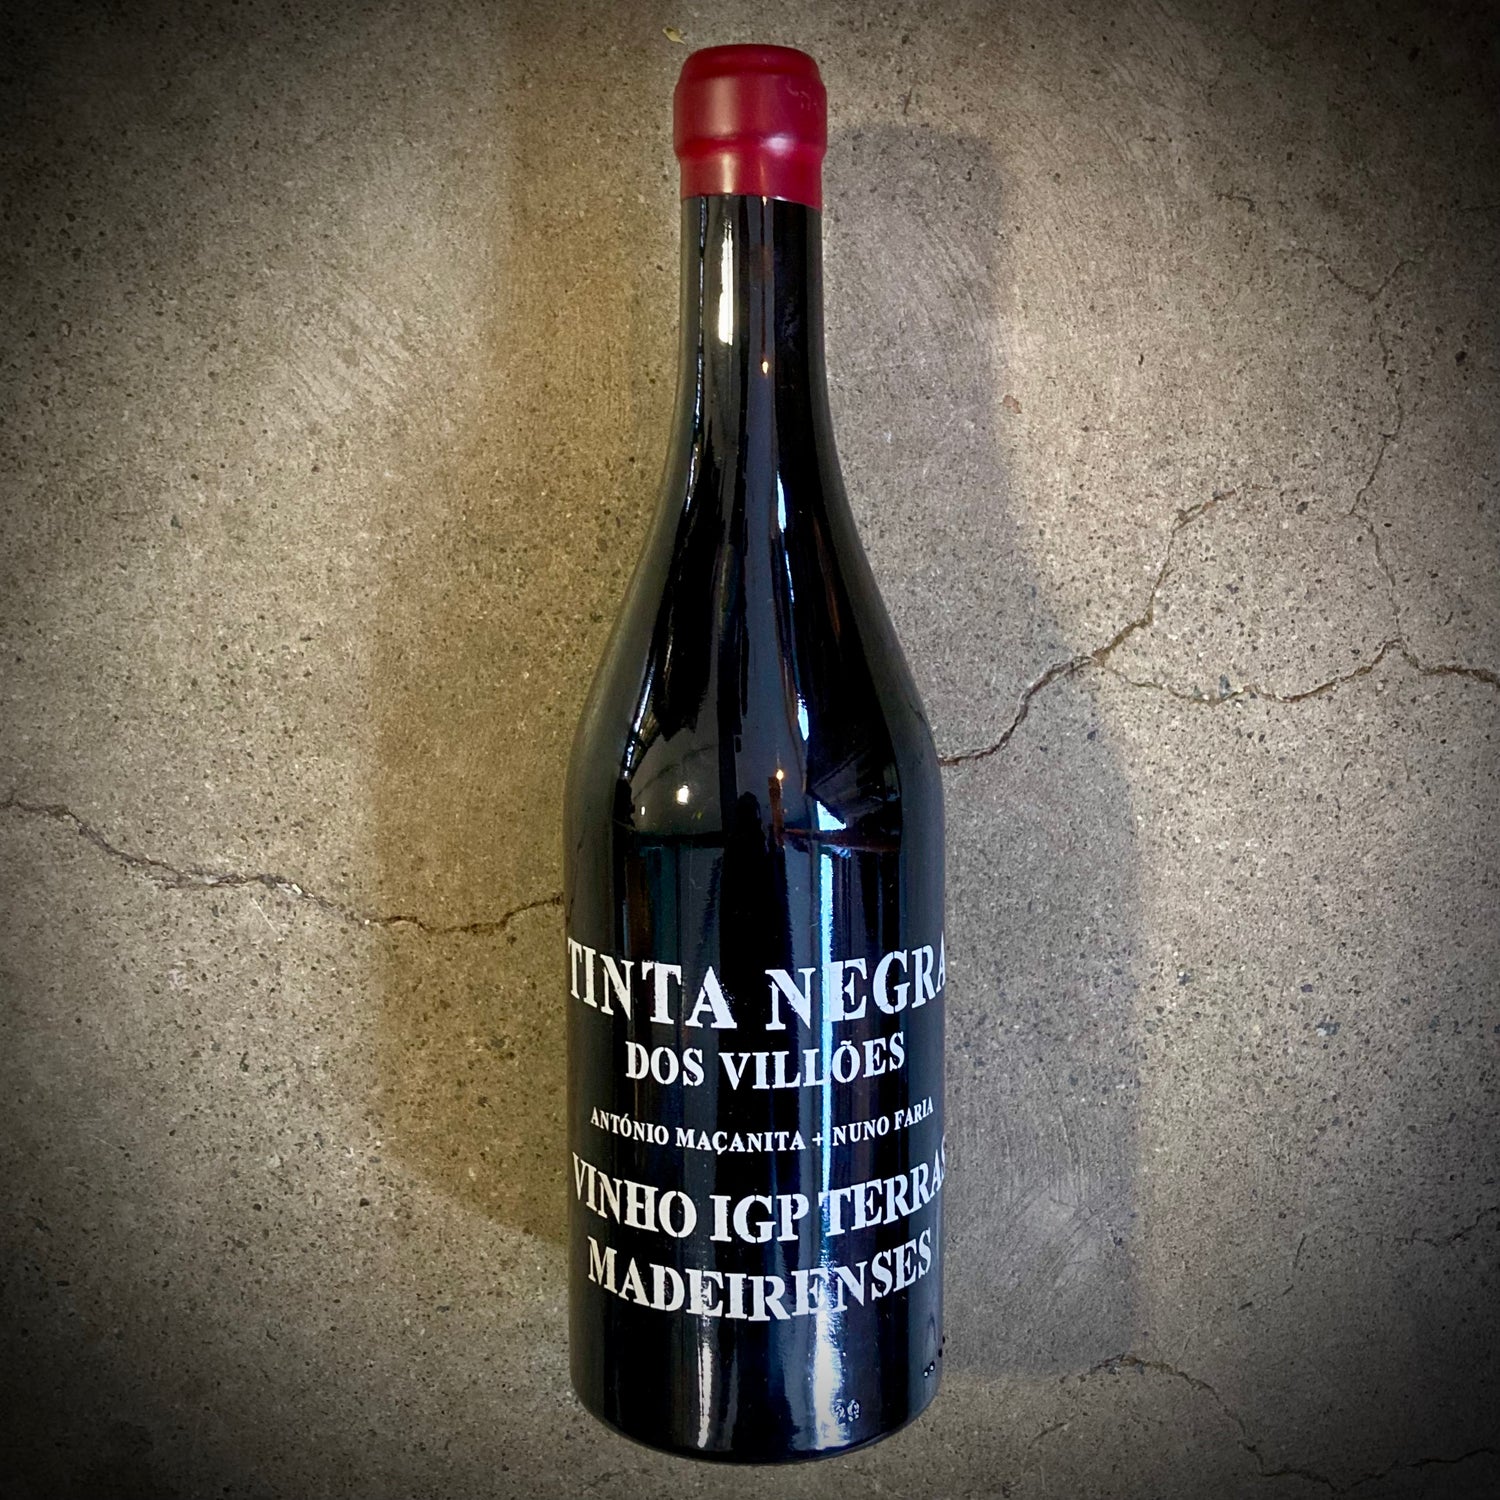 TINTA NEGRA
DOS VILLÕES
ANTÓNIO MAÇANITA + NUNO FARIA
VINHO IGP TERRAS
MADEIRENSES